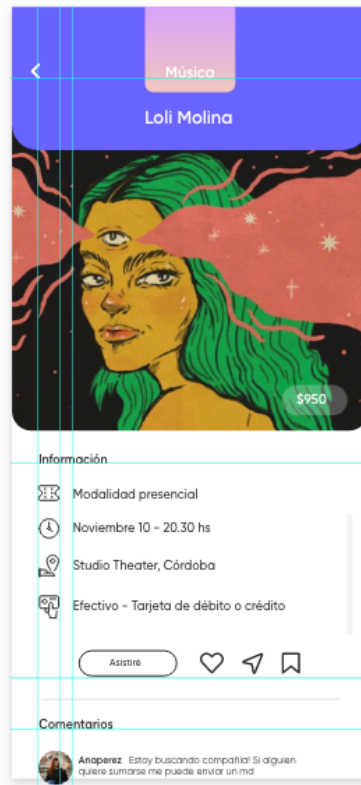 Música
Loli Molina
$950
Información
Modalidad presencial
Noviembre 10 - 20.30 hs
Studio Theater, Córdoba
Efectivo - Tarjeta de débito o crédito
Asistiré
Comentarios
Anaperez Estoy buscando compañia! Si alguien
quiere sumarse me puede enviar un md